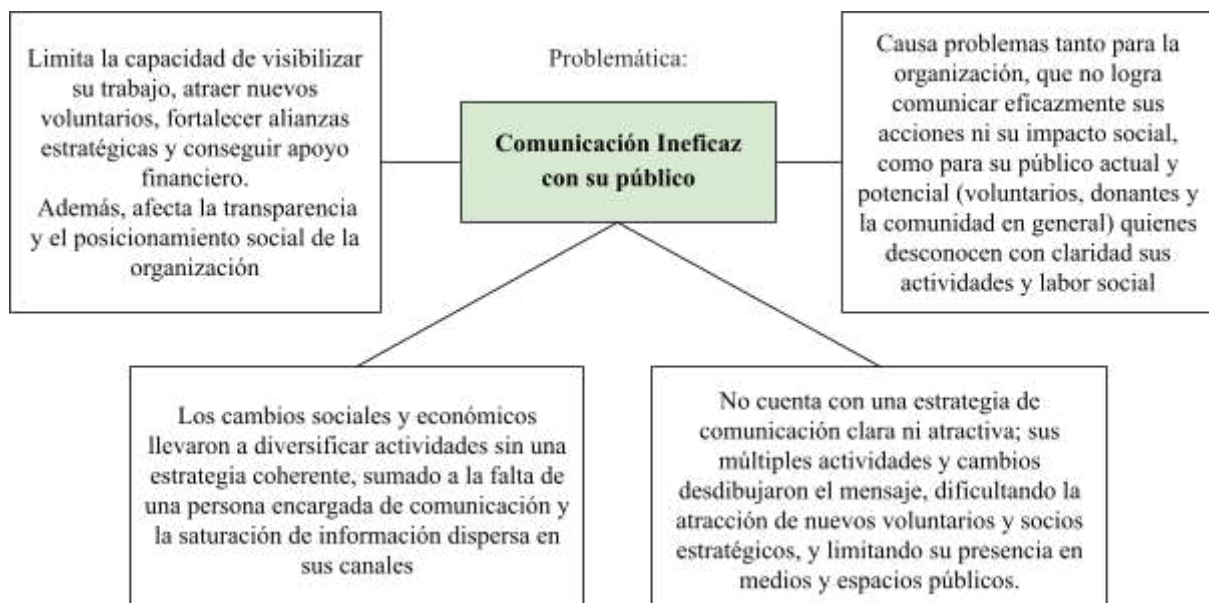 Problemática:
Comunicación Ineficaz
con su público
Limita la capacidad de visibilizar
su trabajo, atraer nuevos
voluntarios, fortalecer alianzas
estratégicas y conseguir apoyo
financiero.
Además, afecta la transparencia
y el posicionamiento social de la
organización
Causa problemas tanto para la
organización, que no logra
comunicar eficazmente sus
acciones ni su impacto social,
como para su público actual y
potencial (voluntarios, donantes y
la comunidad en general) quienes
desconocen con claridad sus
actividades y labor social
Los cambios sociales y económicos
llevaron a diversificar actividades sin una
estrategia coherente, sumado a la falta de
una persona encargada de comunicación y
la saturación de información dispersa en
sus canales
No cuenta con una estrategia de
comunicación clara ni atractiva; sus
múltiples actividades y cambios
desdibujaron el mensaje, dificultando la
atracción de nuevos voluntarios y socios
estratégicos, y limitando su presencia en
medios y espacios públicos.